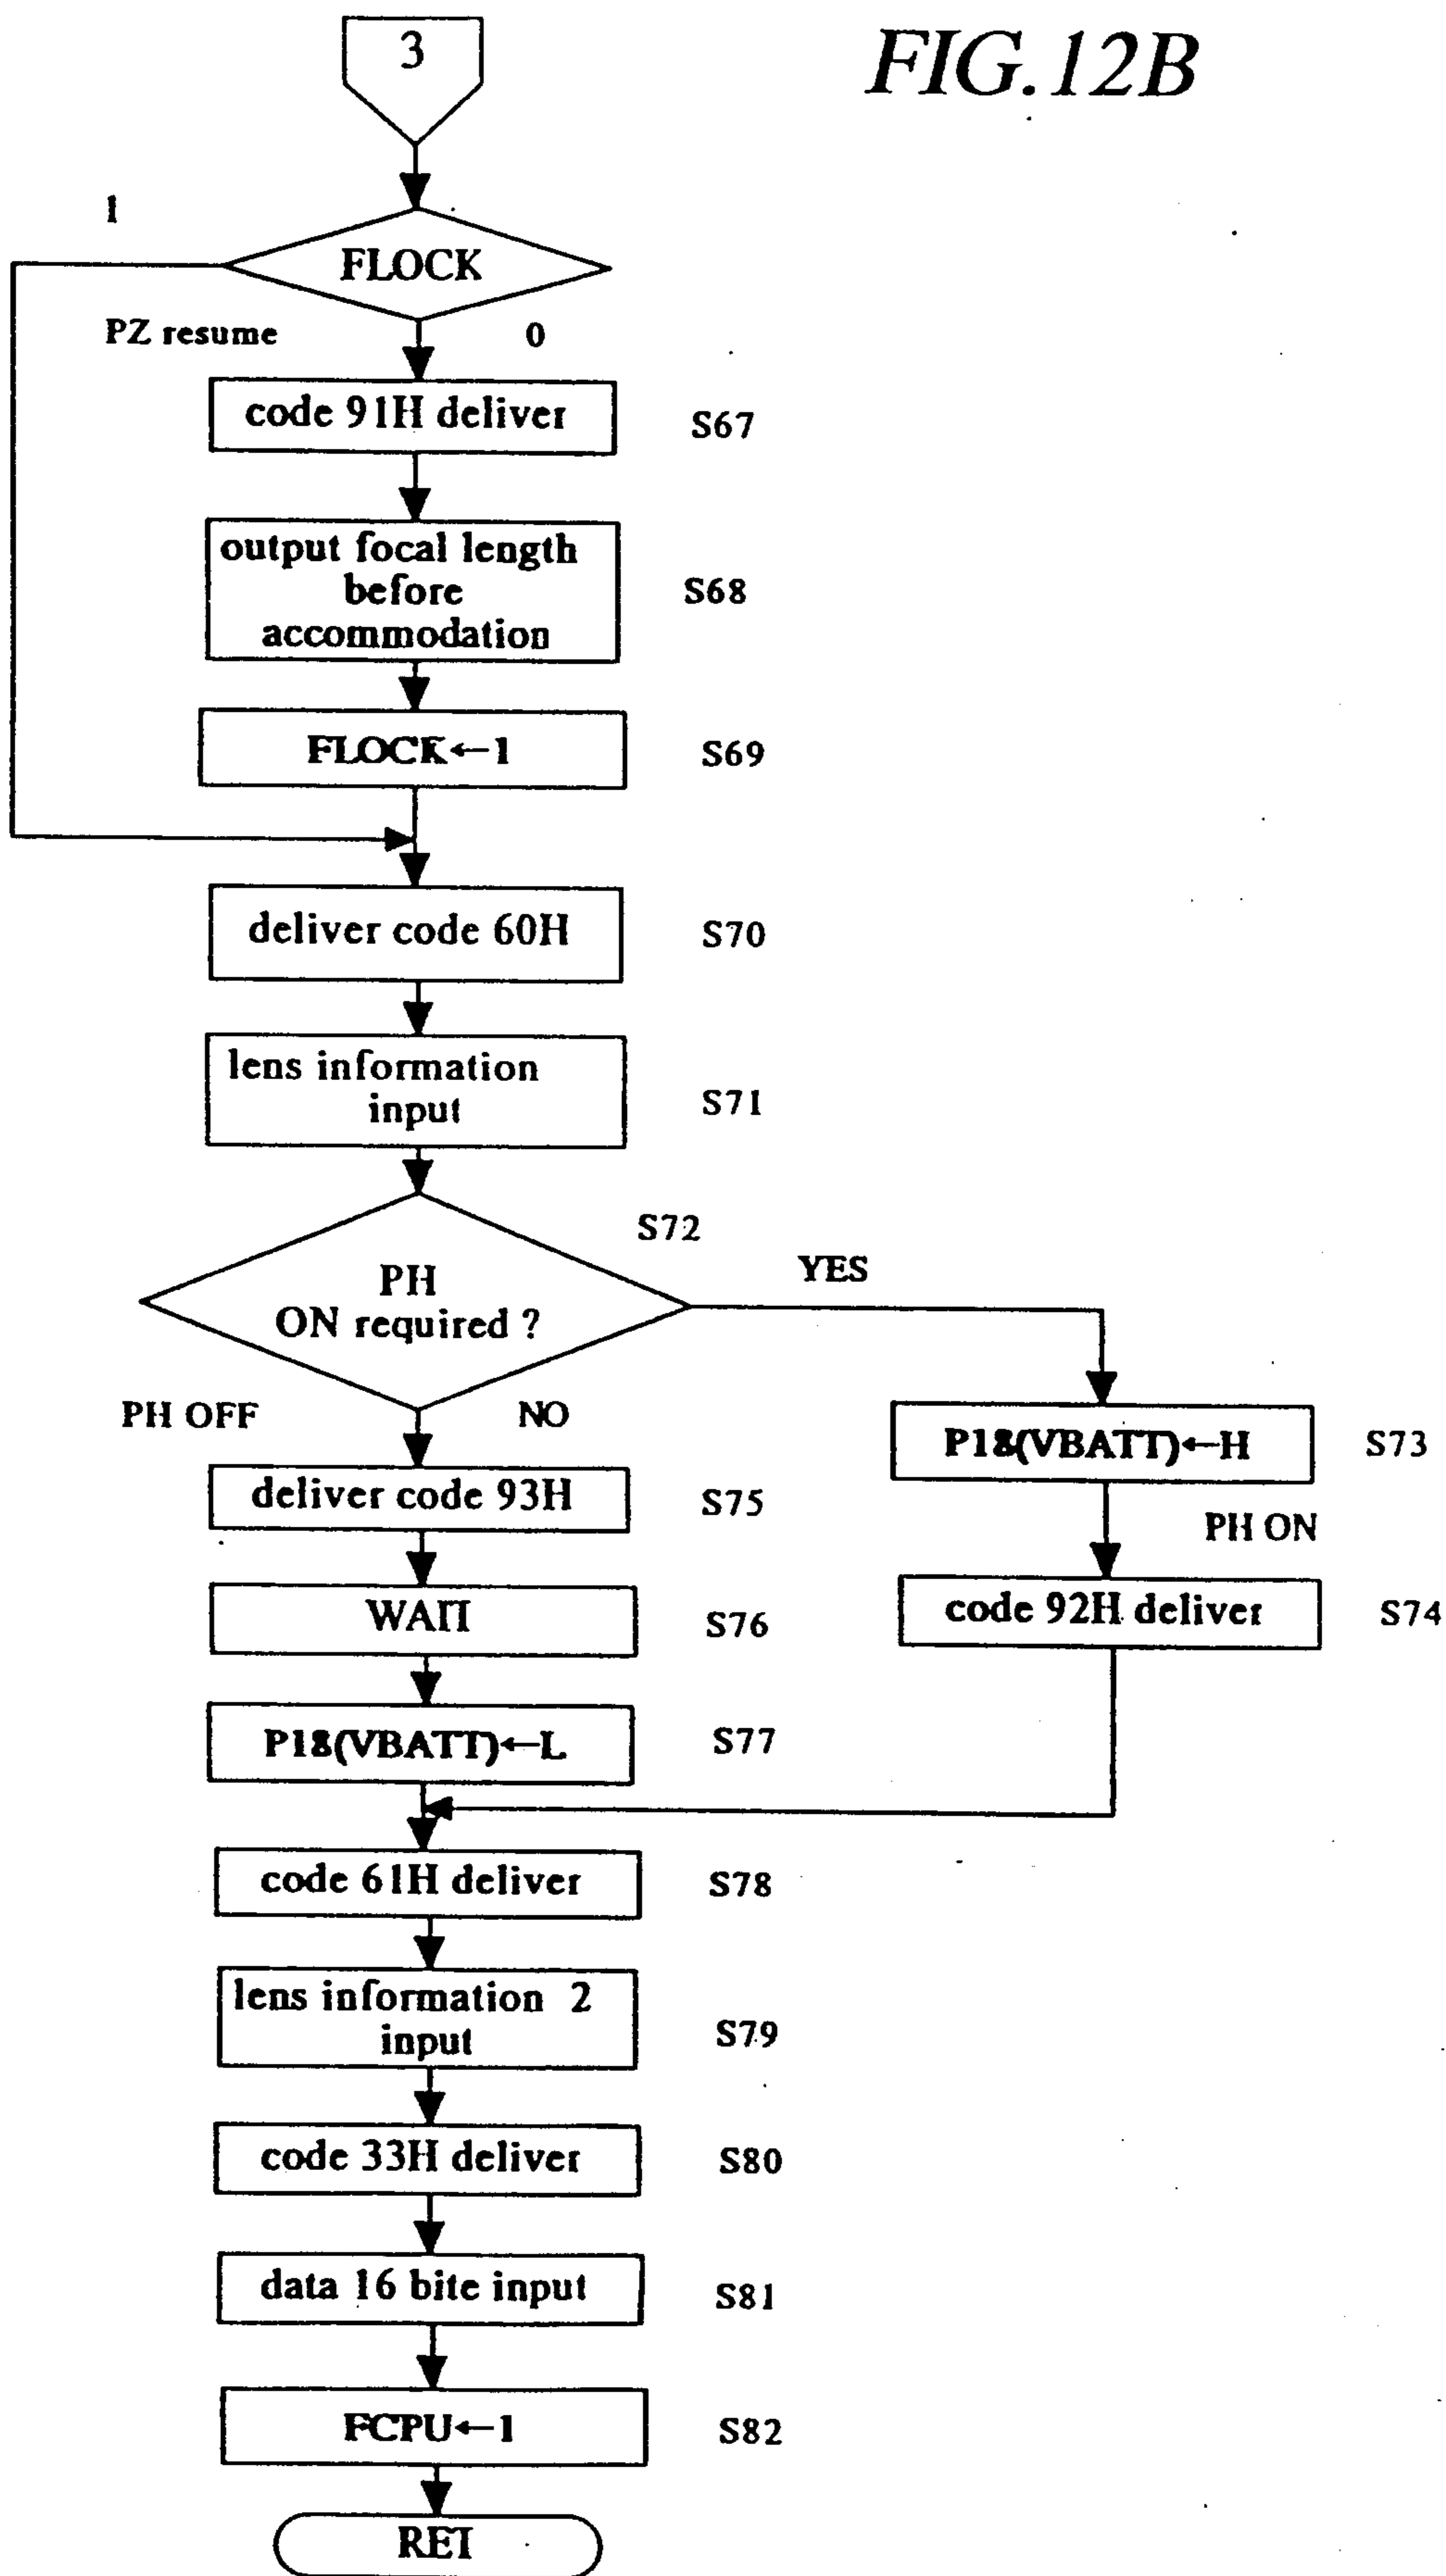 FIG.12B
3
1
FLOCK
PZ resume
0
code 91H deliver
S67
output focal length
before
accommodation
S68
FLOCK←1
S69
deliver code 60H
S70
lens information
input
S71
S72
PH
ON required ?
YES
PH OFF
NO
P18(VBATT)←H
S73
PH ON
deliver code 93H
S75
code 92H deliver
S74
WAIT
S76
P18(VBATT)←L
S77
code 61H deliver
S78
lens information 2
input
S79
code 33H deliver
S80
data 16 bite input
S81
FCPU←1
S82
RET